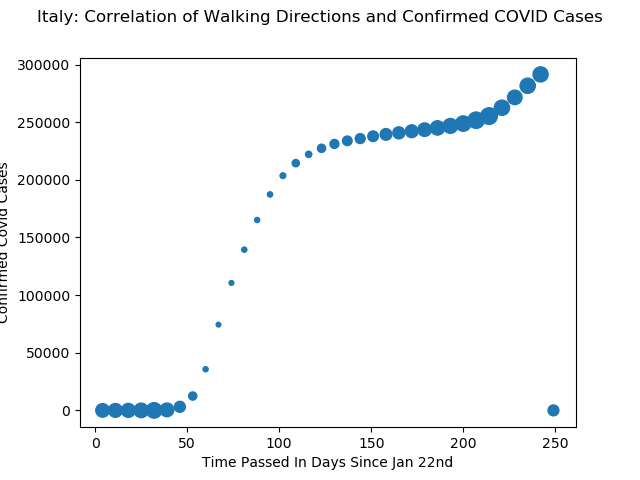 Italy: Correlation of Walking Directions and Confirmed COVID Cases
300000
250000
200000
150000
100000
50000
0
Confirmed Covid Cases
0 50 100 150 200 250
Time Passed In Days Since Jan 22nd